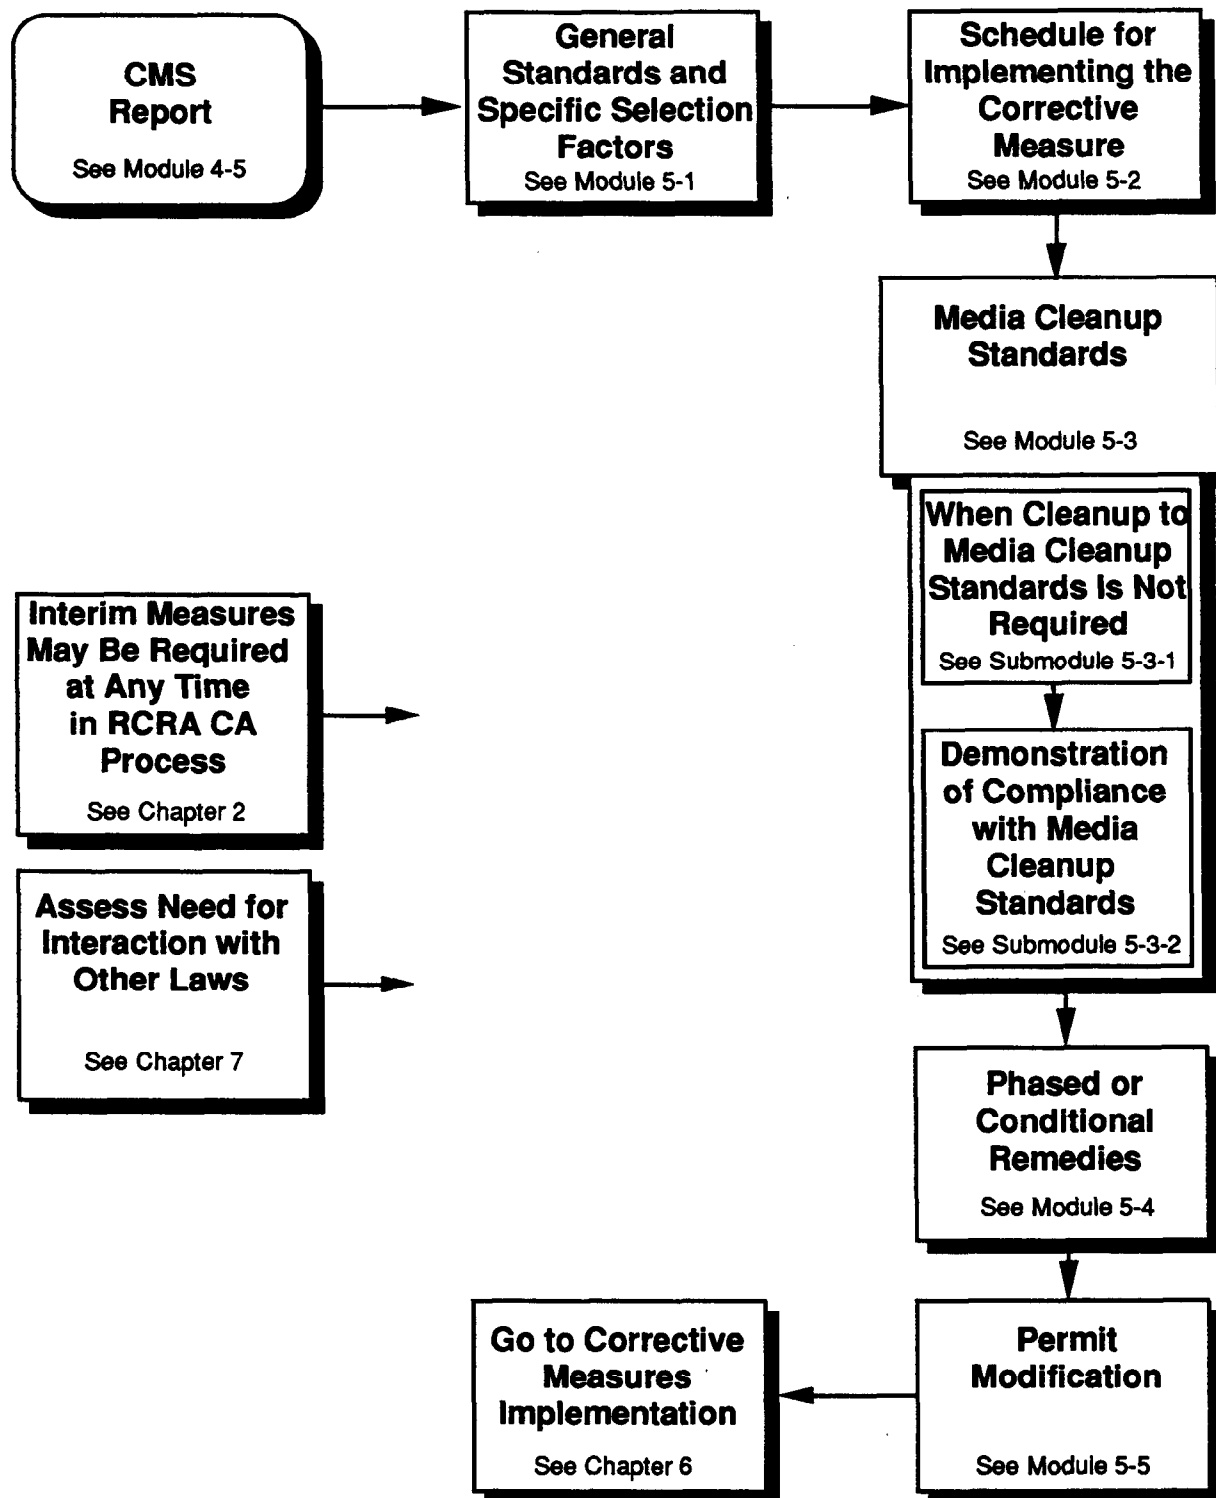 CMS
Report
See Module 4-5
General
Standards and
Specific Selection
Factors
See Module 5-1
Schedule for
Implementing the
Corrective
Measure
See Module 5-2
Media Cleanup
Standards
See Module 5-3
When Cleanup to
Media Cleanup
Standards Is Not
Required
See Submodule 5-3-1
Interim Measures
May Be Required
at Any Time
in RCRA CA
Process
See Chapter 2
Demonstration
of Compliance
with Media
Cleanup
Standards
See Submodule 5-3-2
Assess Need for
Interaction with
Other Laws
See Chapter 7
Phased or
Conditional
Remedies
See Module 5-4
Permit
Modification
See Module 5-5
Go to Corrective
Measures
Implementation
See Chapter 6